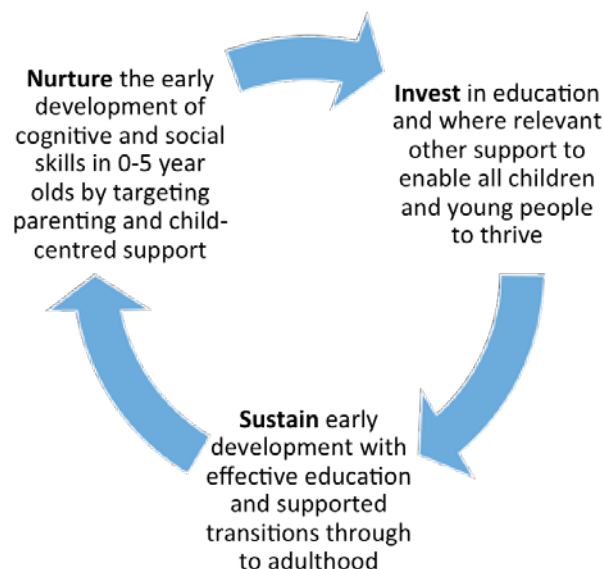 Nurture the early
development of
cognitive and social
skills in 0-5 year
olds by targeting
parenting and child-
centred support
Invest in education
and where relevant
other support to
enable all children
and young people
to thrive
Sustain early
development with
effective education
and supported
transitions through
to adulthood